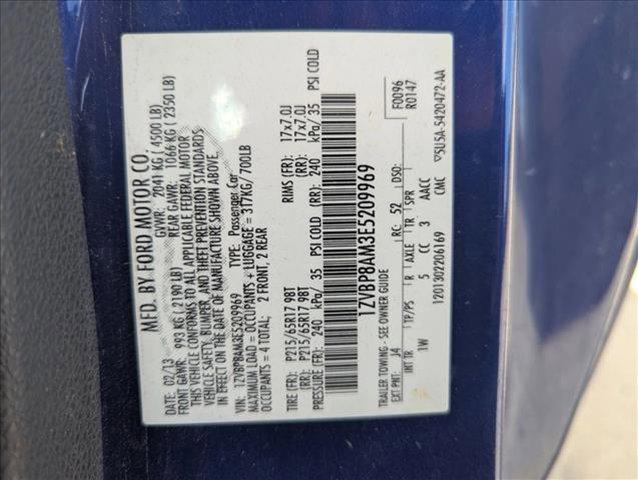 MFD. BY FORD MOTOR CO.
DATE: 02/13 GVWR: 2041 KG ( 4500 LB)
FRONT GAWR: 993 KG ( 2190 LB) REAR GAWR: 1066 KG ( 2350 LB)
THIS VEHICLE CONFORMS TO ALL APPLICABLE FEDERAL MOTOR
VEHICLE SAFETY, BUMPER, AND THEFT PREVENTION STANDARDS
IN EFFECT ON THE DATE OF MANUFACTURE SHOWN ABOVE.
VIN: 1ZVBP8AM3E5209969 TYPE: Passenger Car
MAXIMUM LOAD = OCCUPANTS + LUGGAGE = 317KG/700LB
OCCUPANTS = 4 TOTAL: 2 FRONT, 2 REAR
TIRE (FR): P215/65R17 98T RIMS (FR): 17x7.0J
(RR): P215/65R17 98T (RR): 17x7.0J
PRESSURES (FR): 240 kPa/ 35 PSI COLD (RR): 240 kPa/ 35 PSI COLD
1ZVBP8AM3E5209969
TRAILER TOWING - SEE OWNER GUIDE F0096
EXT PNT: J4 RC: 52 DSO: R0147
INT TR TP/PS R AXLE TR SPR
1W 5 CC 3 AACC
1201302206169 CMC ▽5U5A-5420472-AA